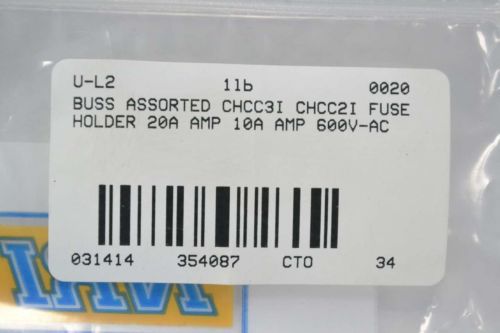 U-L2 1lb 0020
BUSS ASSORTED CHCC3I CHCC2I FUSE
HOLDER 20A AMP 10A AMP 600V-AC
031414 354087 CTO 34